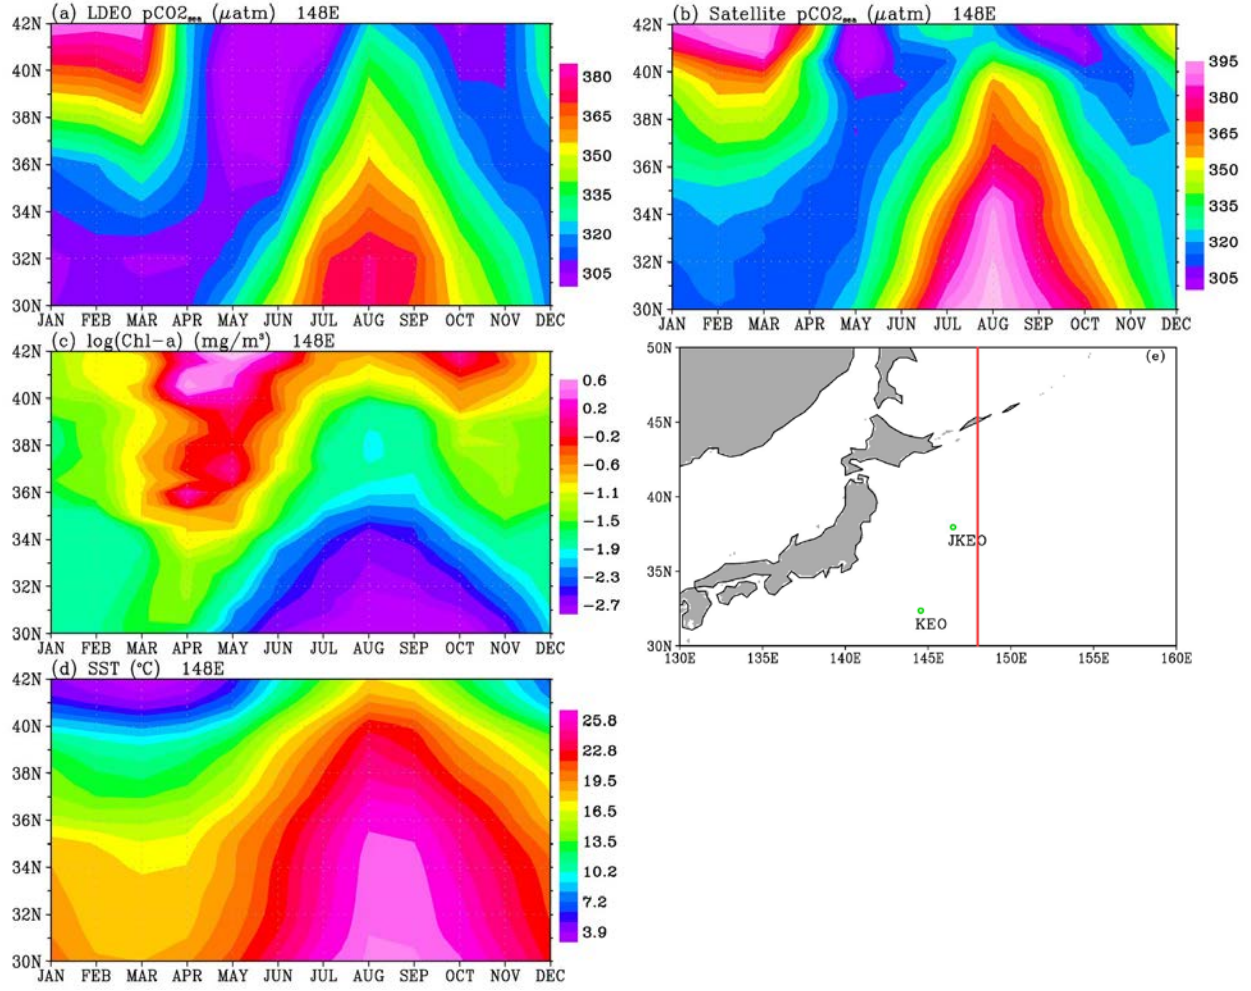 (a) LDEO pCO2sea (μatm) 148E
42N
40N
38N
36N
34N
32N
30N
JAN FEB MAR APR MAY JUN JUL AUG SEP OCT NOV DEC
380
365
350
335
320
305
(b) Satellite pCO2sea (μatm) 148E
42N
40N
38N
36N
34N
32N
30N
JAN FEB MAR APR MAY JUN JUL AUG SEP OCT NOV DEC
395
380
365
350
335
320
305
(c) log(Chl-a) (mg/m³) 148E
42N
40N
38N
36N
34N
32N
30N
JAN FEB MAR APR MAY JUN JUL AUG SEP OCT NOV DEC
0.6
0.2
-0.2
-0.6
-1.1
-1.5
-1.9
-2.3
-2.7
(e)
50N
45N
40N
35N
30N
JKEO
KEO
130E 135E 140E 145E 150E 155E 160E
(d) SST (°C) 148E
42N
40N
38N
36N
34N
32N
30N
JAN FEB MAR APR MAY JUN JUL AUG SEP OCT NOV DEC
25.8
22.8
19.5
16.5
13.5
10.2
7.2
3.9